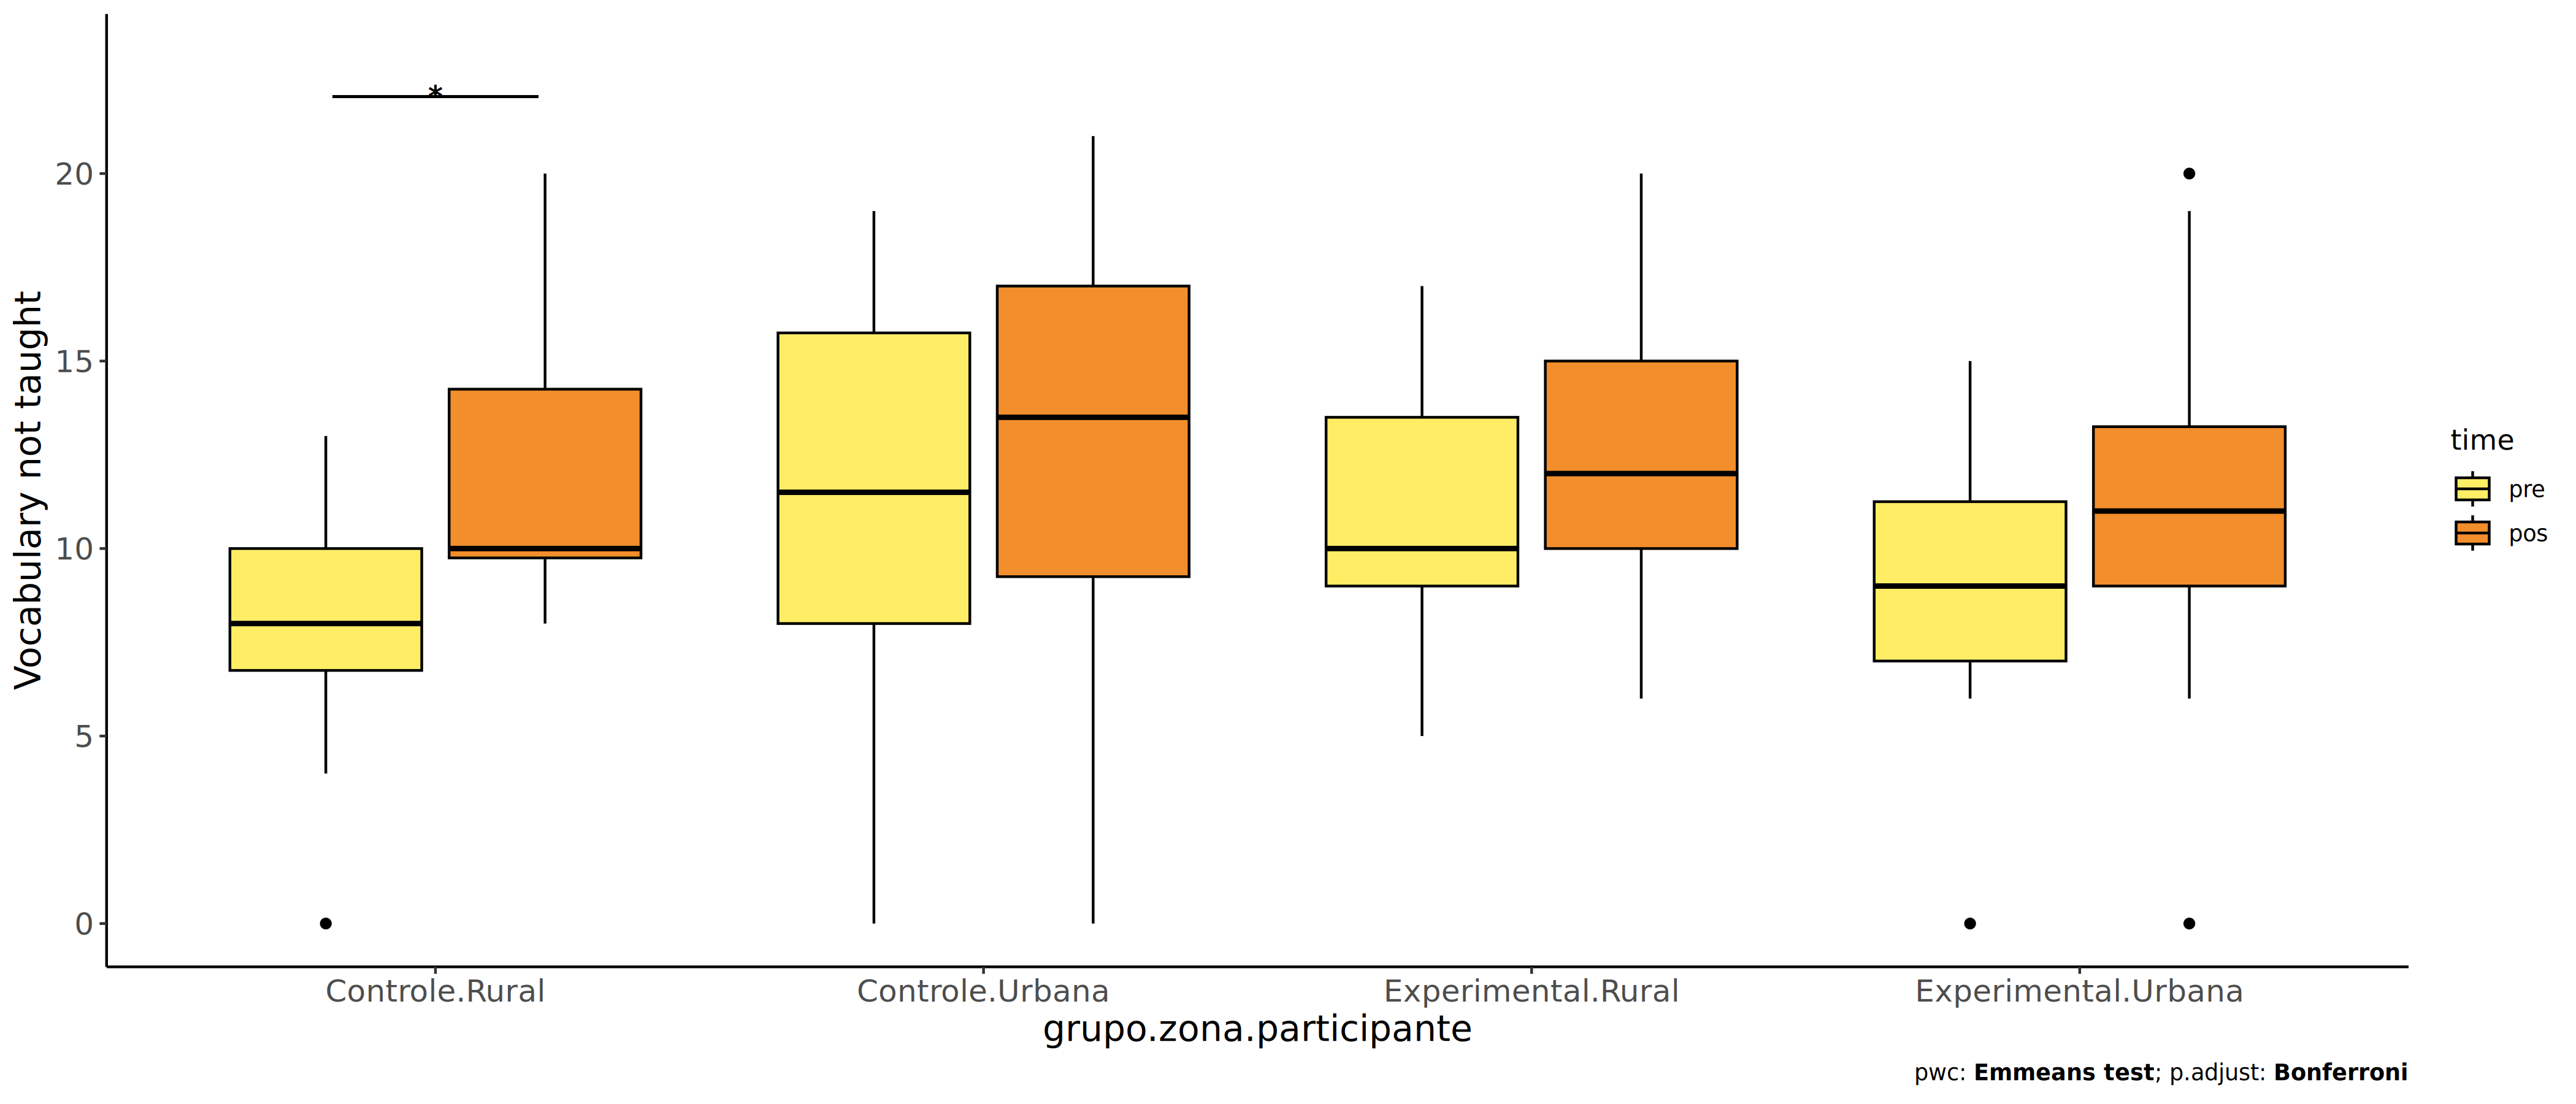 *
Vocabulary not taught
20
15
10
5
0
Controle.Rural
Controle.Urbana
Experimental.Rural
Experimental.Urbana
grupo.zona.participante
time
pre
pos
pwc: Emmeans test; p.adjust: Bonferroni